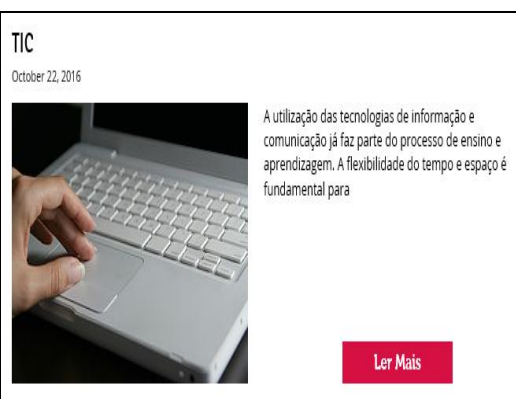 TIC
October 22, 2016
A utilização das tecnologias de informação e
comunicação já faz parte do processo de ensino e
aprendizagem. A flexibilidade do tempo e espaço é
fundamental para
Ler Mais